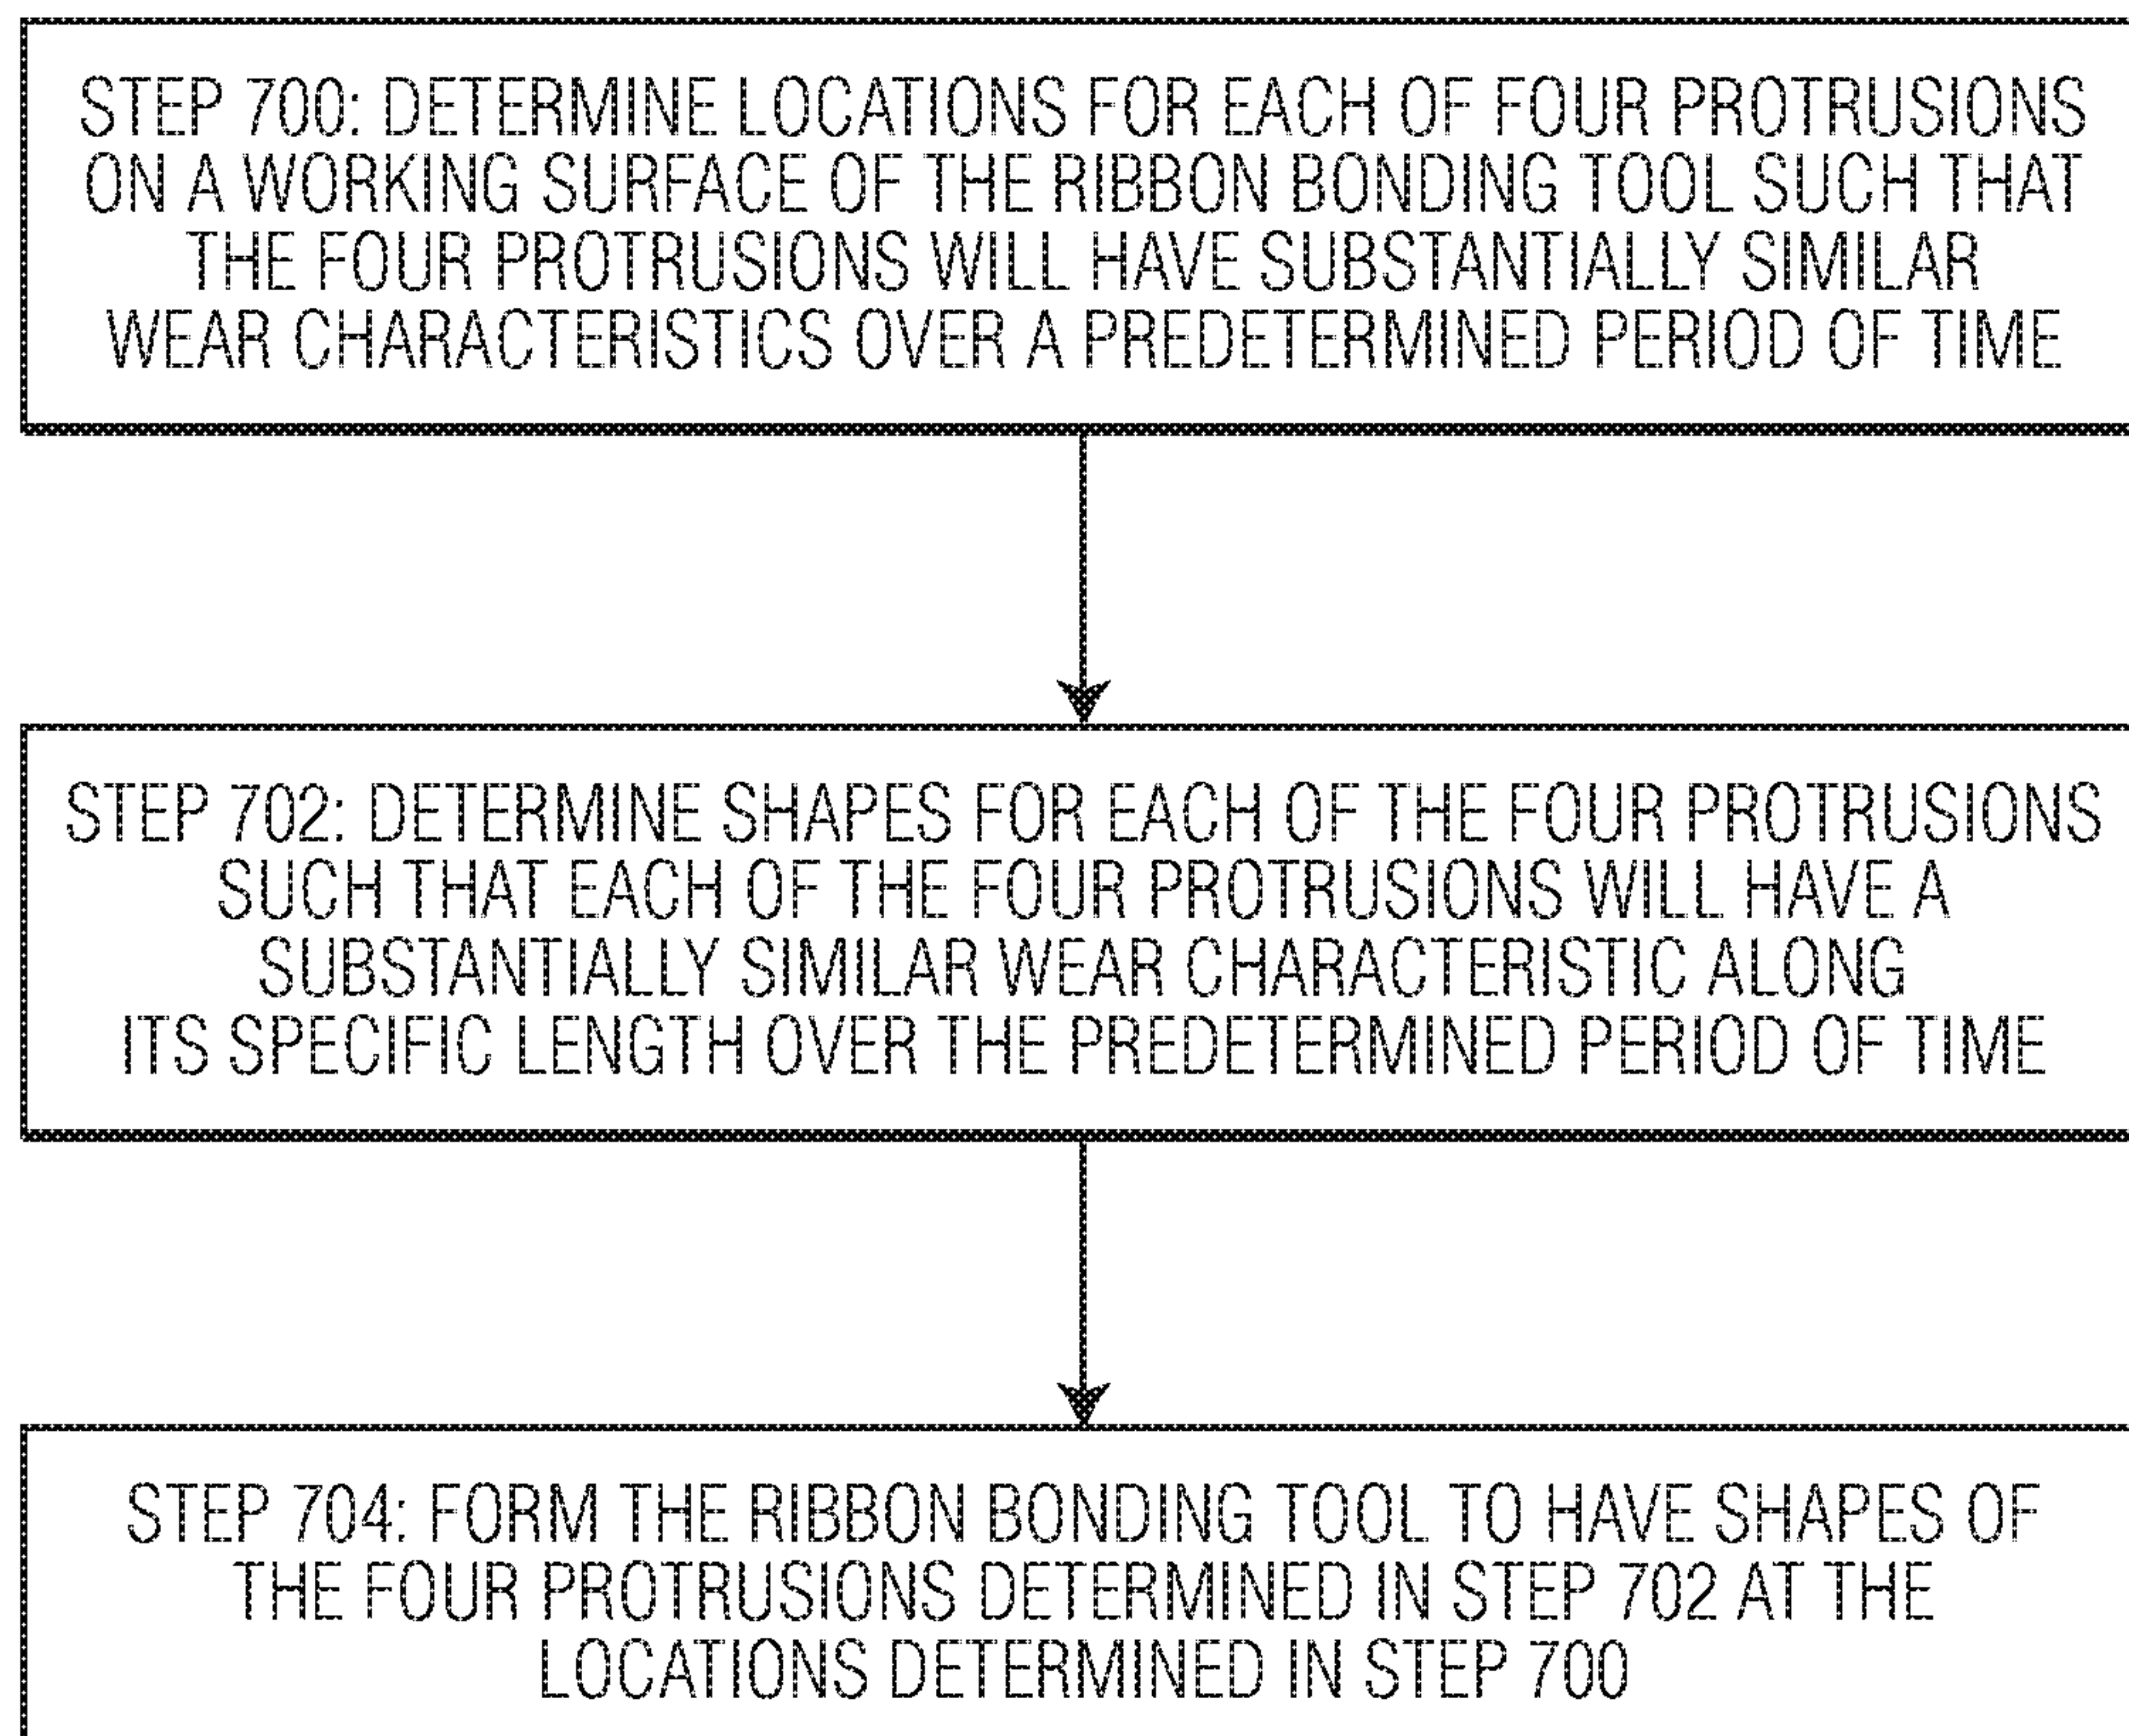 STEP 700: DETERMINE LOCATIONS FOR EACH OF FOUR PROTRUSIONS
ON A WORKING SURFACE OF THE RIBBON BONDING TOOL SUCH THAT
THE FOUR PROTRUSIONS WILL HAVE SUBSTANTIALLY SIMILAR
WEAR CHARACTERISTICS OVER A PREDETERMINED PERIOD OF TIME
STEP 702: DETERMINE SHAPES FOR EACH OF THE FOUR PROTRUSIONS
SUCH THAT EACH OF THE FOUR PROTRUSIONS WILL HAVE A
SUBSTANTIALLY SIMILAR WEAR CHARACTERISTIC ALONG
ITS SPECIFIC LENGTH OVER THE PREDETERMINED PERIOD OF TIME
STEP 704: FORM THE RIBBON BONDING TOOL TO HAVE SHAPES OF
THE FOUR PROTRUSIONS DETERMINED IN STEP 702 AT THE
LOCATIONS DETERMINED IN STEP 700